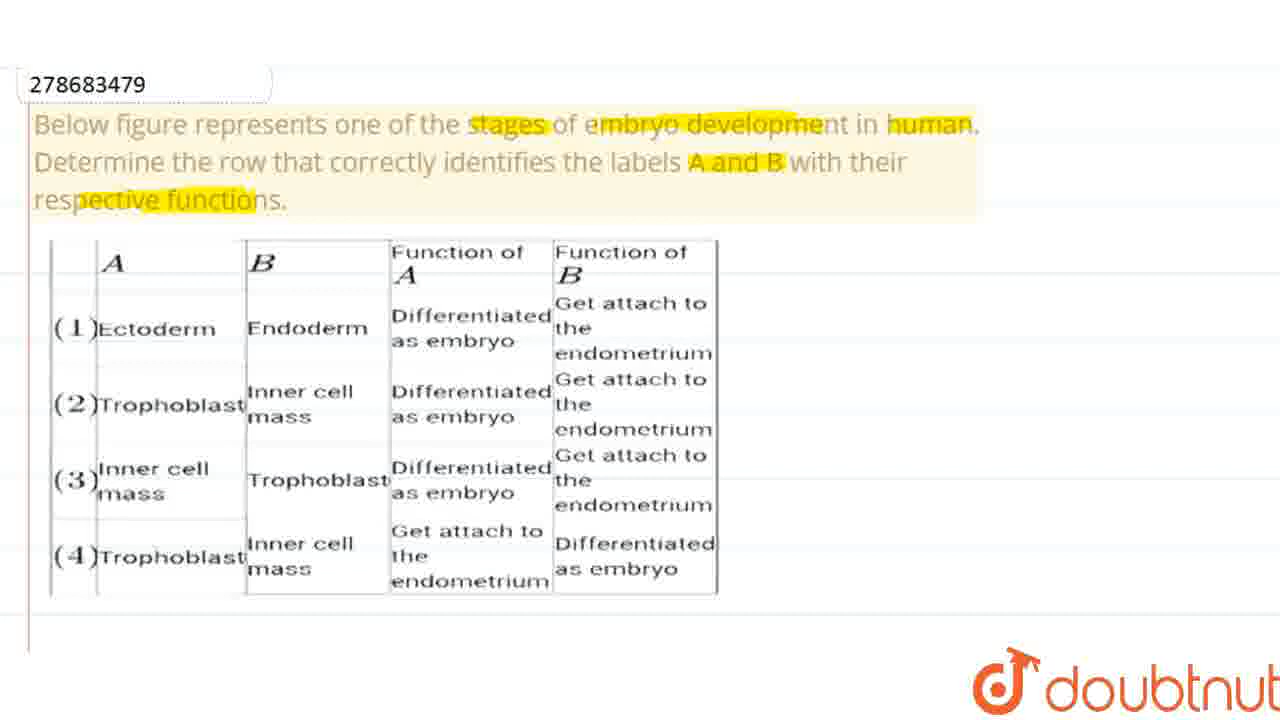 278683479
Below figure represents one of the stages of embryo development in human.
Determine the row that correctly identifies the labels A and B with their
respective functions.
A B Function of A Function of B
(1) Ectoderm Endoderm Differentiated as embryo Get attach to the endometrium
(2) Trophoblast Inner cell mass Differentiated as embryo Get attach to the endometrium
(3) Inner cell mass Trophoblast Differentiated as embryo Get attach to the endometrium
(4) Trophoblast Inner cell mass Get attach to the endometrium Differentiated as embryo
doubtnut